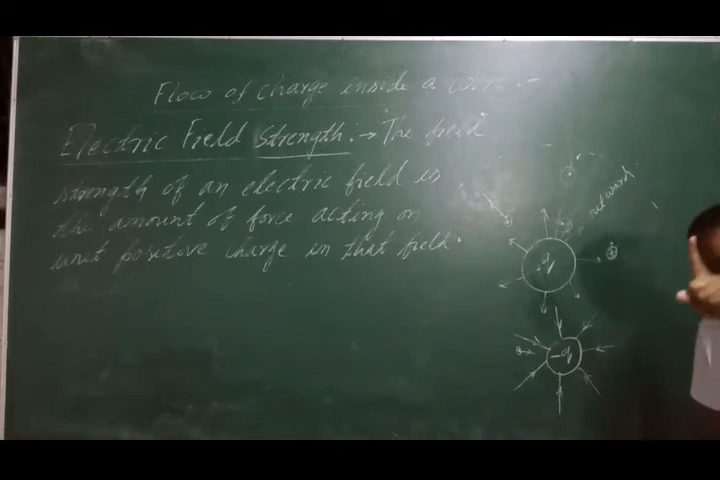 Flow of charge inside a wire:-
Electric Field Strength:→ The field
strength of an electric field is
the amount of force acting on
unit positive charge in that field.
+q
-q